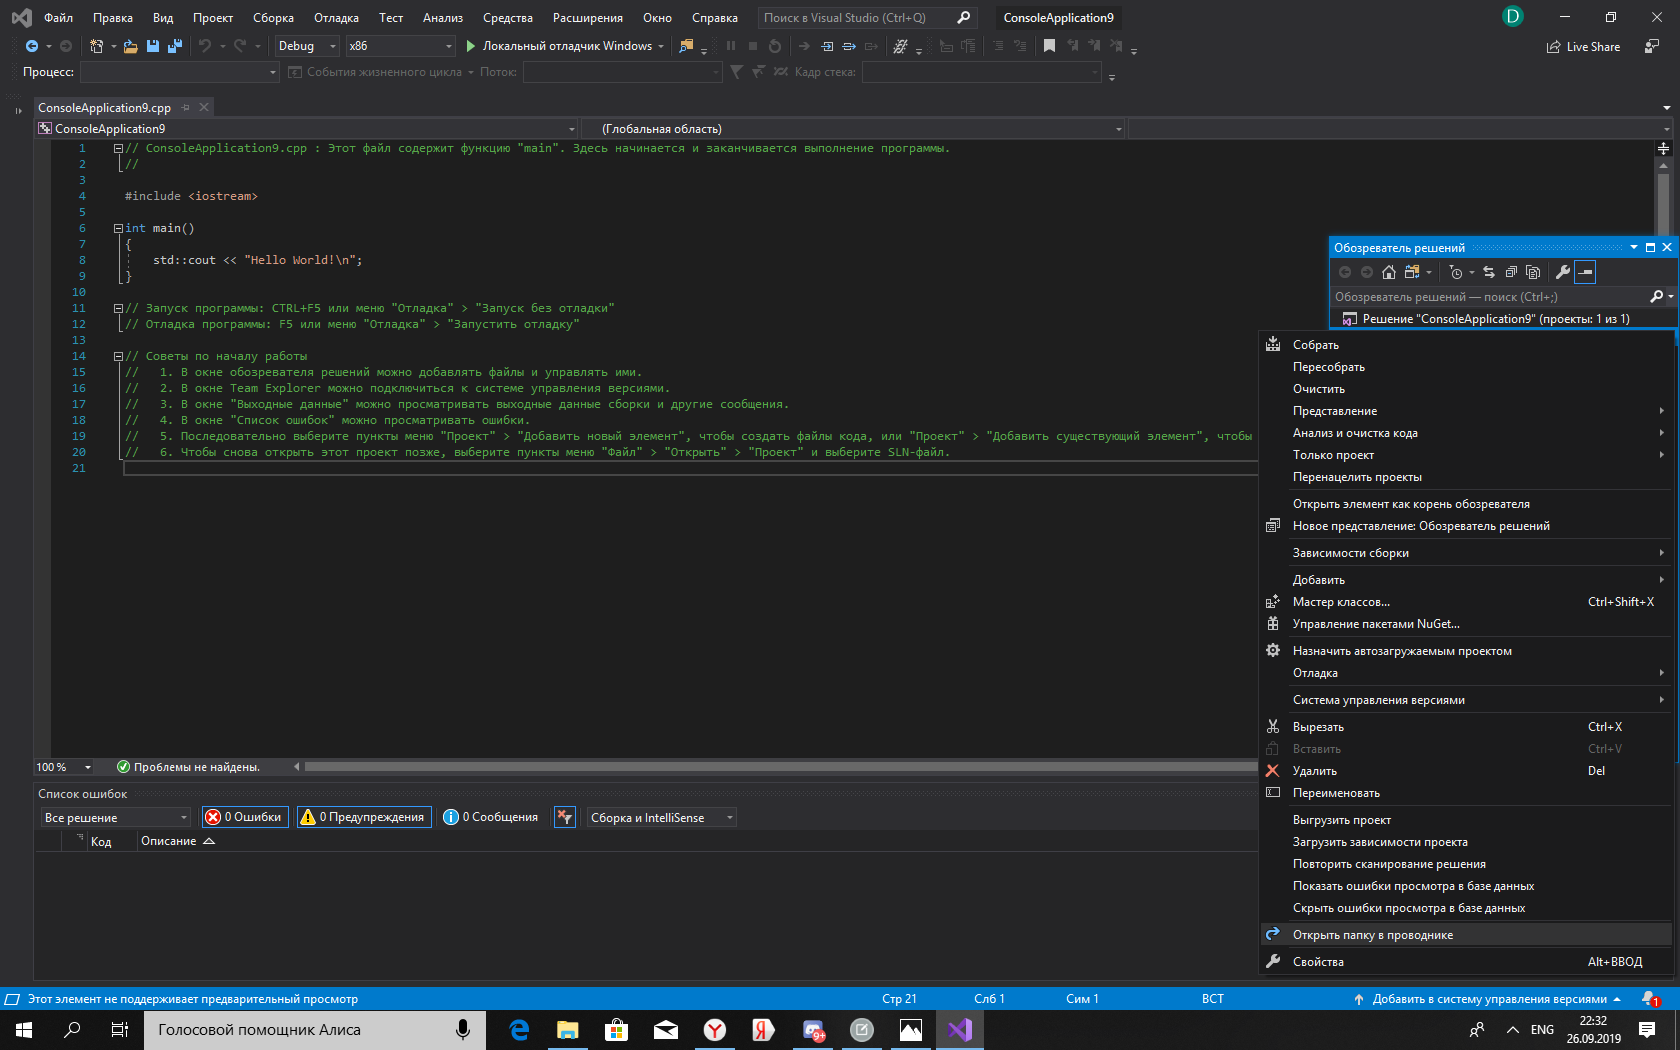 Файл Правка Вид Проект Сборка Отладка Тест Анализ Средства Расширения Окно Справка Поиск в Visual Studio (Ctrl+Q) ConsoleApplication9 D
Debug x86 Локальный отладчик Windows Live Share
Процесс: События жизненного цикла Поток: Кадр стека:
ConsoleApplication9.cpp
ConsoleApplication9 (Глобальная область)
1 // ConsoleApplication9.cpp : Этот файл содержит функцию "main". Здесь начинается и заканчивается выполнение программы.
2 //
3
4 #include <iostream>
5
6 int main()
7 {
8 std::cout << "Hello World!\n";
9 }
10
11 // Запуск программы: CTRL+F5 или меню "Отладка" > "Запуск без отладки"
12 // Отладка программы: F5 или меню "Отладка" > "Запустить отладку"
13
14 // Советы по началу работы
15 // 1. В окне обозревателя решений можно добавлять файлы и управлять ими.
16 // 2. В окне Team Explorer можно подключиться к системе управления версиями.
17 // 3. В окне "Выходные данные" можно просматривать выходные данные сборки и другие сообщения.
18 // 4. В окне "Список ошибок" можно просматривать ошибки.
19 // 5. Последовательно выберите пункты меню "Проект" > "Добавить новый элемент", чтобы создать файлы кода, или "Проект" > "Добавить существующий элемент", чтобы
20 // 6. Чтобы снова открыть этот проект позже, выберите пункты меню "Файл" > "Открыть" > "Проект" и выберите SLN-файл.
21
Обозреватель решений
Обозреватель решений — поиск (Ctrl+;)
Решение "ConsoleApplication9" (проекты: 1 из 1)
Собрать
Пересобрать
Очистить
Представление
Анализ и очистка кода
Только проект
Перенацелить проекты
Открыть элемент как корень обозревателя
Новое представление: Обозреватель решений
Зависимости сборки
Добавить
Мастер классов... Ctrl+Shift+X
Управление пакетами NuGet...
Назначить автозагружаемым проектом
Отладка
Система управления версиями
Вырезать Ctrl+X
Вставить Ctrl+V
Удалить Del
Переименовать
Выгрузить проект
Загрузить зависимости проекта
Повторить сканирование решения
Показать ошибки просмотра в базе данных
Скрыть ошибки просмотра в базе данных
Открыть папку в проводнике
Свойства Alt+ВВОД
100 % Проблемы не найдены.
Список ошибок
Все решение 0 Ошибки 0 Предупреждения 0 Сообщения Сборка и IntelliSense
Код Описание
Этот элемент не поддерживает предварительный просмотр Стр 21 Слб 1 Сим 1 ВСТ Добавить в систему управления версиями 1
Голосовой помощник Алиса 9+ ENG 22:32
26.09.2019